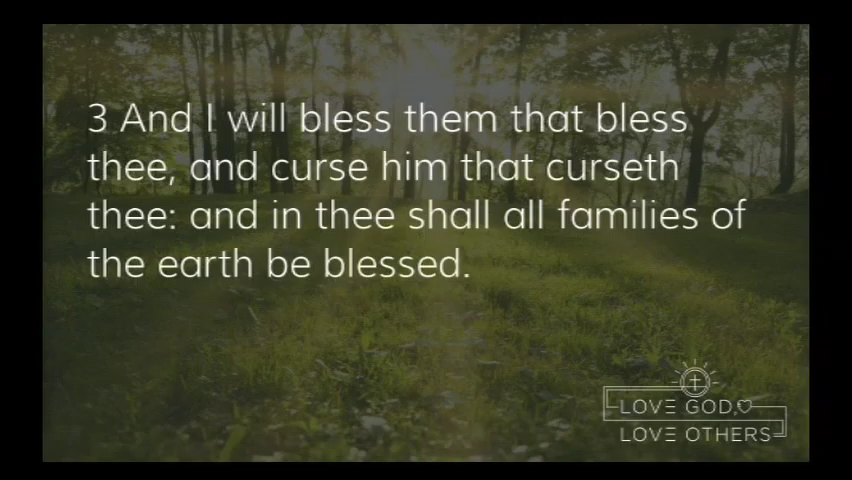 3 And I will bless them that bless
thee, and curse him that curseth
thee: and in thee shall all families of
the earth be blessed.
LOVE GOD,
LOVE OTHERS